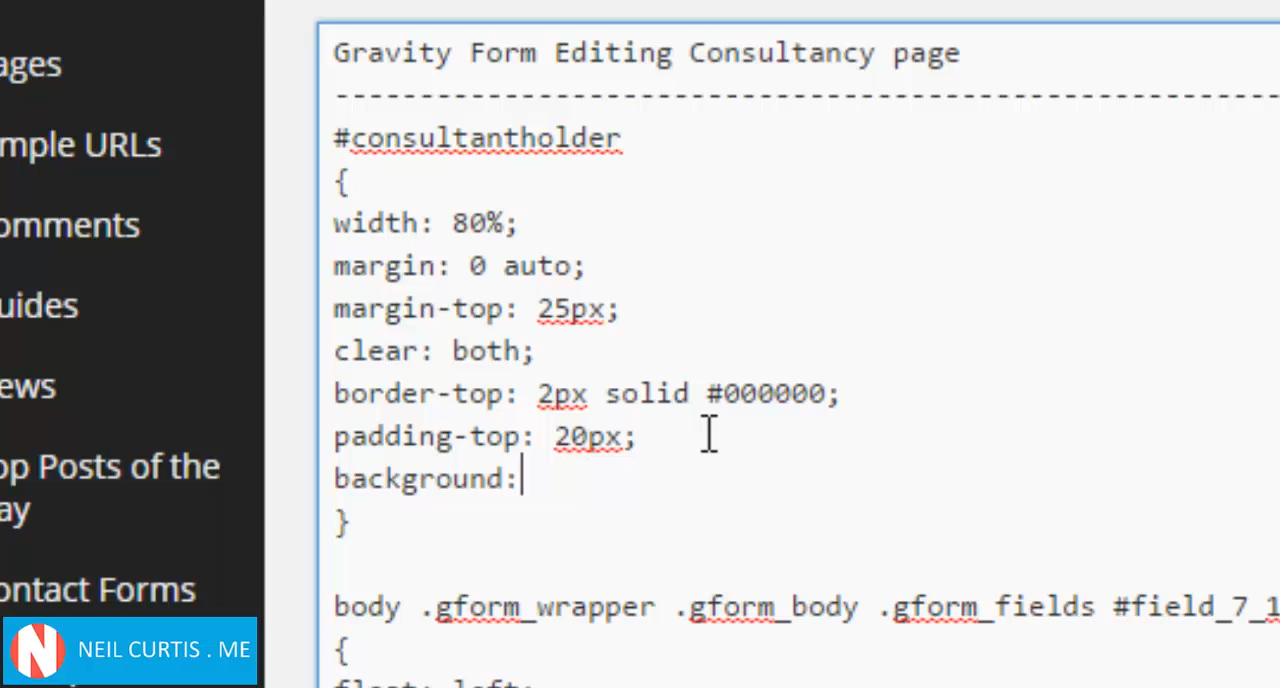 ages
mple URLs
omments
uides
ews
op Posts of the
ay
ontact Forms
NEIL CURTIS . ME
Gravity Form Editing Consultancy page
------------------------------------------------------------
#consultantholder
{
width: 80%;
margin: 0 auto;
margin-top: 25px;
clear: both;
border-top: 2px solid #000000;
padding-top: 20px;
background:
}
body .gform_wrapper .gform_body .gform_fields #field_7_1
{
float: left;